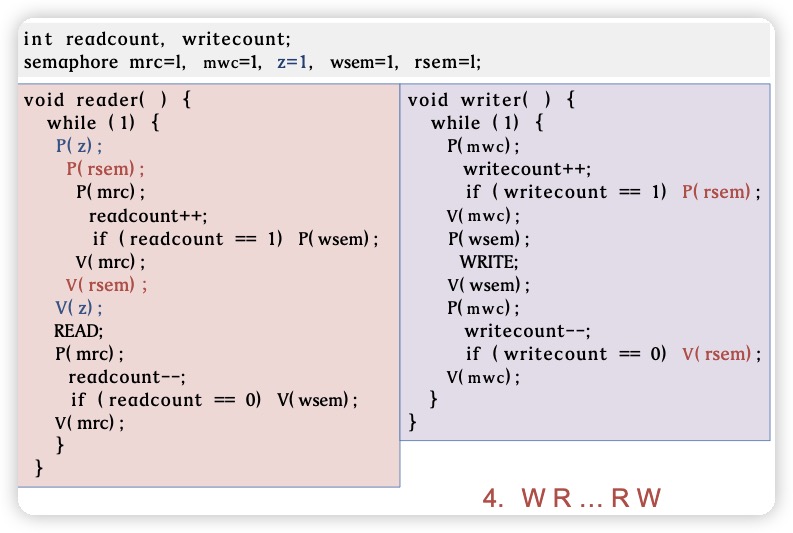 int readcount, writecount;
semaphore mrc=l, mwc=1, z=1, wsem=1, rsem=l;
void reader( ) {
while (1) {
P(z);
P(rsem);
P(mrc);
readcount++;
if (readcount == 1) P(wsem);
V(mrc);
V(rsem);
V(z);
READ;
P(mrc);
readcount--;
if (readcount == 0) V(wsem);
V(mrc);
}
}
void writer( ) {
while (1) {
P(mwc);
writecount++;
if (writecount == 1) P(rsem);
V(mwc);
P(wsem);
WRITE;
V(wsem);
P(mwc);
writecount--;
if (writecount == 0) V(rsem);
V(mwc);
}
}
4. W R ... R W